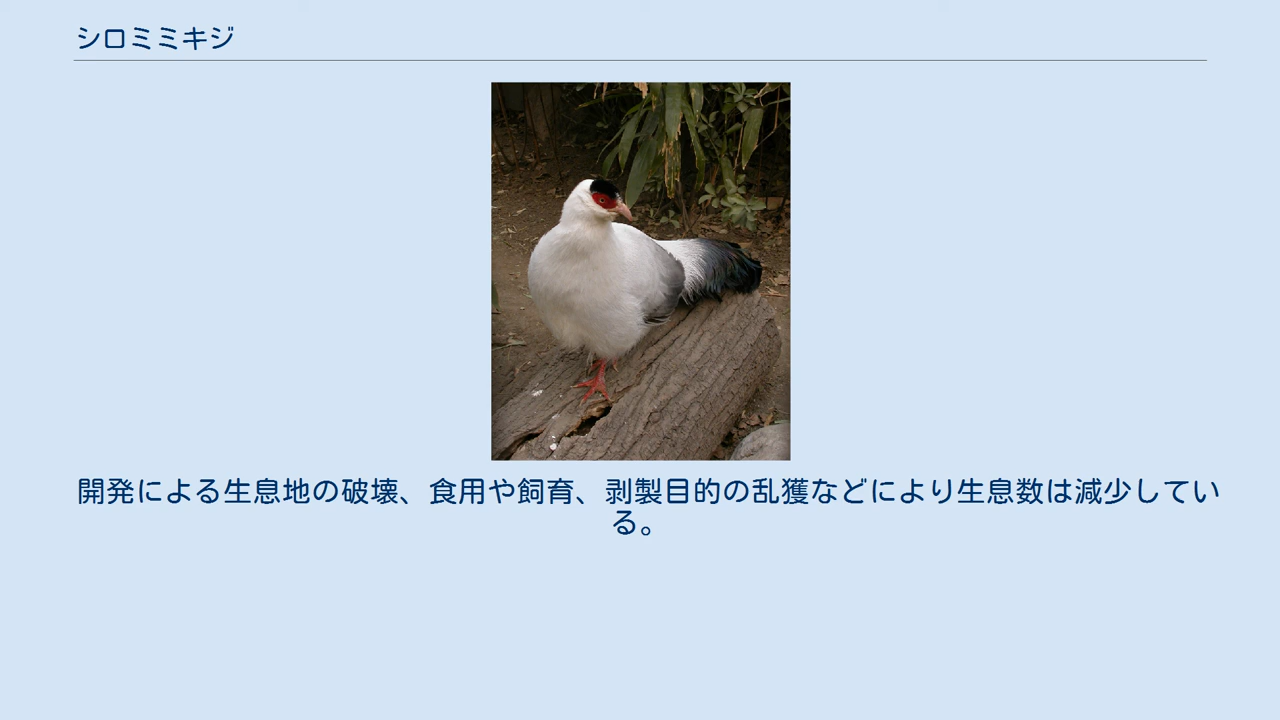 シロミミキジ
開発による生息地の破壊、食用や飼育、剥製目的の乱獲などにより生息数は減少してい
る。